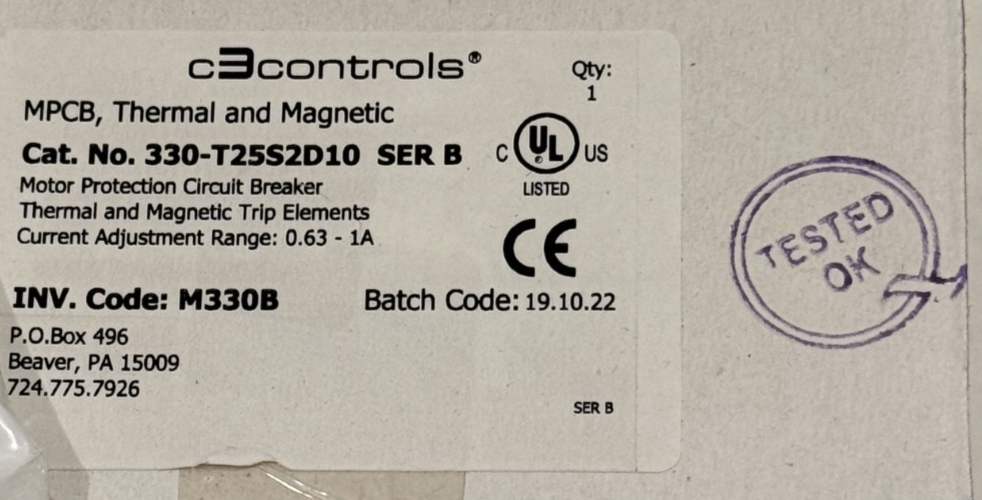 c3controls®
Qty:
1
MPCB, Thermal and Magnetic
Cat. No. 330-T25S2D10 SER B
C UL US
®
LISTED
Motor Protection Circuit Breaker
Thermal and Magnetic Trip Elements
Current Adjustment Range: 0.63 - 1A
CE
INV. Code: M330B
Batch Code: 19.10.22
P.O.Box 496
Beaver, PA 15009
724.775.7926
SER B
TESTED
OK